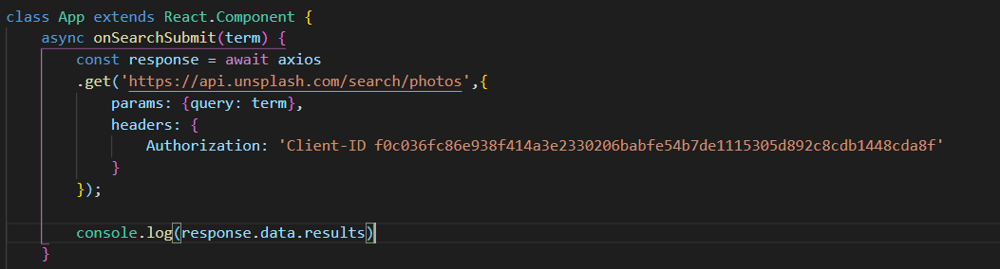 class App extends React.Component {
async onSearchSubmit(term) {
const response = await axios
.get('https://api.unsplash.com/search/photos',{
params: {query: term},
headers: {
Authorization: 'Client-ID f0c036fc86e938f414a3e2330206babfe54b7de1115305d892c8cdb1448cda8f'
}
});
console.log(response.data.results)
}